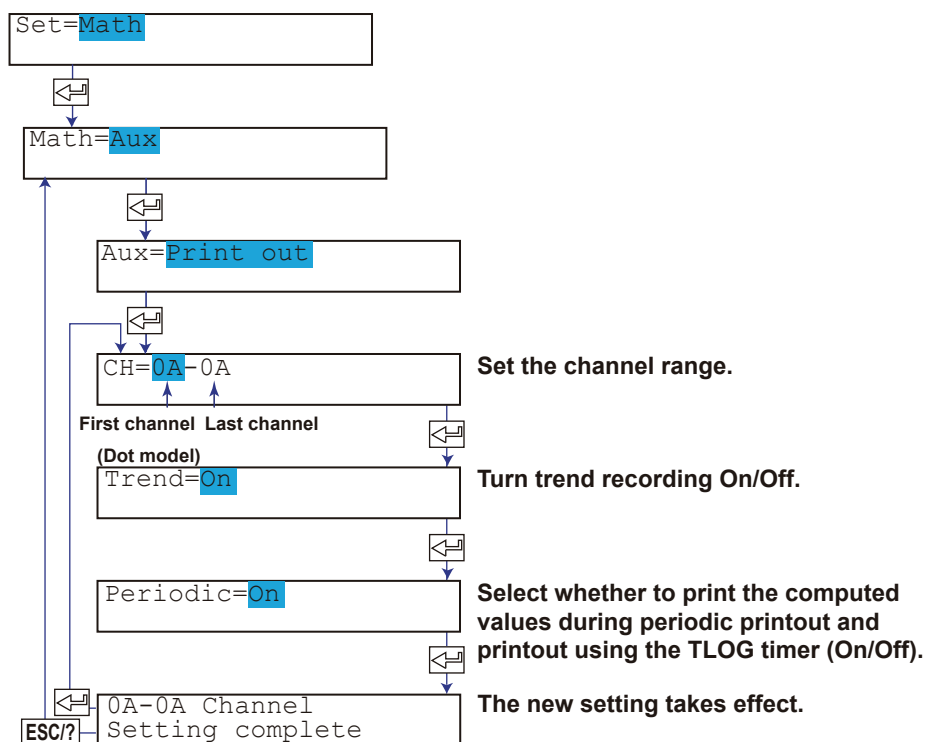 Set=Math
Math=Aux
Aux=Print out
CH=0A-0A
Set the channel range.
First channel Last channel
(Dot model)
Trend=On
Turn trend recording On/Off.
Periodic=On
Select whether to print the computed
values during periodic printout and
printout using the TLOG timer (On/Off).
0A-0A Channel
Setting complete
The new setting takes effect.
ESC/?